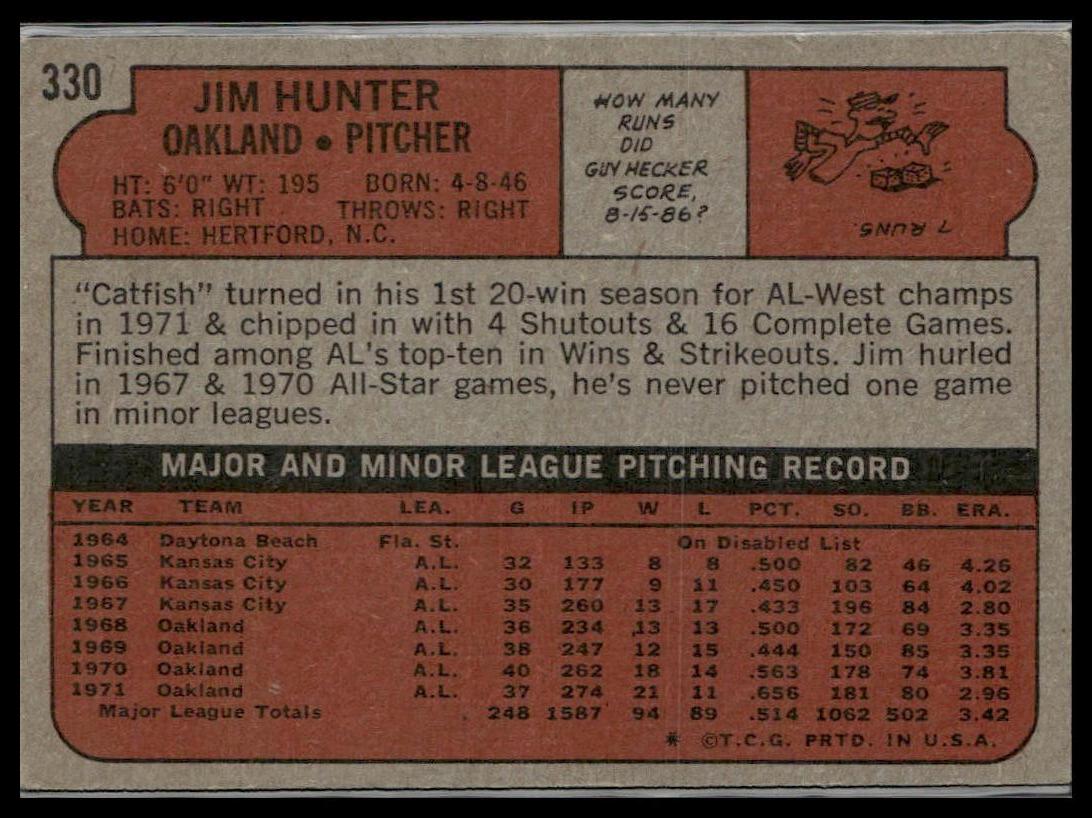 330
JIM HUNTER
OAKLAND • PITCHER
HT: 6'0" WT: 195 BORN: 4-8-46
BATS: RIGHT THROWS: RIGHT
HOME: HERTFORD, N.C.
HOW MANY
RUNS
DID
GUY HECKER
SCORE,
8-15-86?
7 RUNS.
"Catfish" turned in his 1st 20-win season for AL-West champs
in 1971 & chipped in with 4 Shutouts & 16 Complete Games.
Finished among AL's top-ten in Wins & Strikeouts. Jim hurled
in 1967 & 1970 All-Star games, he's never pitched one game
in minor leagues.
MAJOR AND MINOR LEAGUE PITCHING RECORD
YEAR TEAM LEA. G IP W L PCT. SO. BB. ERA.
1964 Daytona Beach Fla. St. On Disabled List
1965 Kansas City A.L. 32 133 8 8 .500 82 46 4.26
1966 Kansas City A.L. 30 177 9 11 .450 103 64 4.02
1967 Kansas City A.L. 35 260 13 17 .433 196 84 2.80
1968 Oakland A.L. 36 234 13 13 .500 172 69 3.35
1969 Oakland A.L. 38 247 12 15 .444 150 85 3.35
1970 Oakland A.L. 40 262 18 14 .563 178 74 3.81
1971 Oakland A.L. 37 274 21 11 .656 181 80 2.96
Major League Totals 248 1587 94 89 .514 1062 502 3.42
* ©T.C.G. PRTD. IN U.S.A.